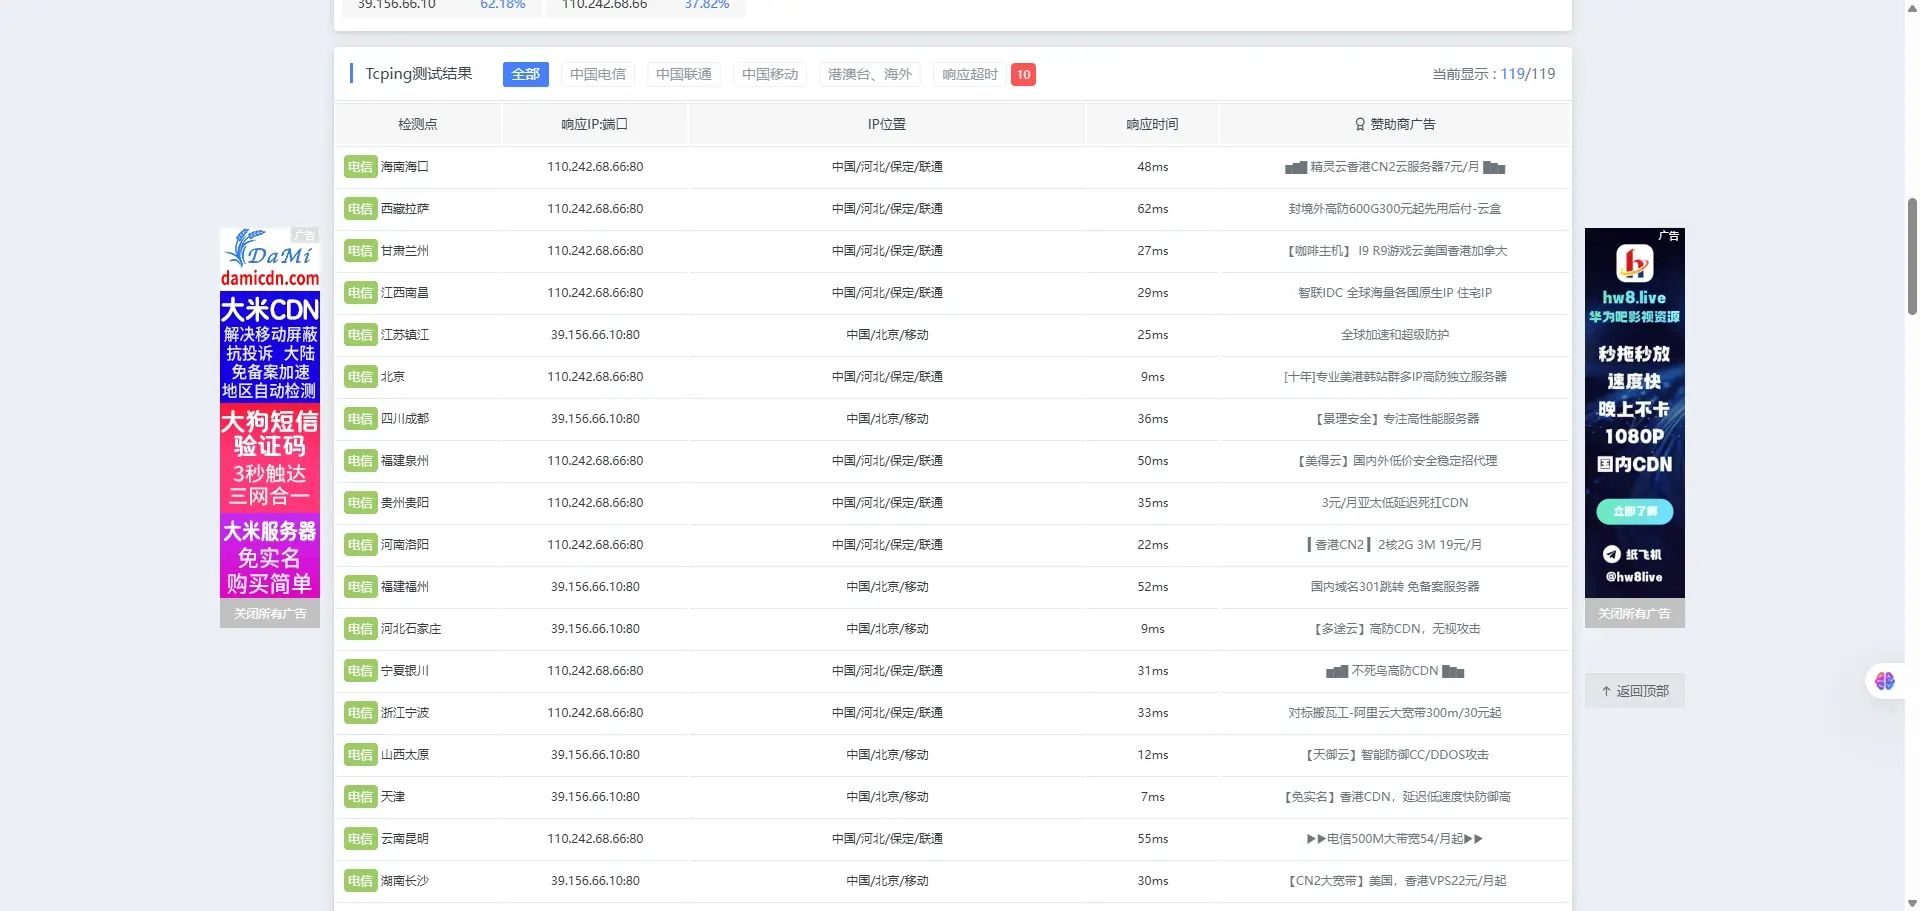 39.156.66.10 62.18% 110.242.68.66 37.82%
Tcping测试结果 全部 中国电信 中国联通 中国移动 港澳台、海外 响应超时 10 当前显示 : 119/119
检测点 响应IP:端口 IP位置 响应时间 赞助商广告
电信 海南海口 110.242.68.66:80 中国/河北/保定/联通 48ms ▅▆▇ 精灵云香港CN2云服务器7元/月 ▇▆▅
电信 西藏拉萨 110.242.68.66:80 中国/河北/保定/联通 62ms 封境外高防600G300元起先用后付-云盒
电信 甘肃兰州 110.242.68.66:80 中国/河北/保定/联通 27ms 【咖啡主机】 I9 R9游戏云美国香港加拿大
电信 江西南昌 110.242.68.66:80 中国/河北/保定/联通 29ms 智联IDC 全球海量各国原生IP 住宅IP
电信 江苏镇江 39.156.66.10:80 中国/北京/移动 25ms 全球加速和超级防护
电信 北京 110.242.68.66:80 中国/河北/保定/联通 9ms [十年]专业美港韩站群多IP高防独立服务器
电信 四川成都 39.156.66.10:80 中国/北京/移动 36ms 【景理安全】专注高性能服务器
电信 福建泉州 110.242.68.66:80 中国/河北/保定/联通 50ms 【美得云】国内外低价安全稳定招代理
电信 贵州贵阳 110.242.68.66:80 中国/河北/保定/联通 35ms 3元/月亚太低延迟死扛CDN
电信 河南洛阳 110.242.68.66:80 中国/河北/保定/联通 22ms ▎香港CN2 ▎ 2核2G 3M 19元/月
电信 福建福州 39.156.66.10:80 中国/北京/移动 52ms 国内域名301跳转 免备案服务器
电信 河北石家庄 39.156.66.10:80 中国/北京/移动 9ms 【多途云】高防CDN，无视攻击
电信 宁夏银川 110.242.68.66:80 中国/河北/保定/联通 31ms ▅▆▇ 不死鸟高防CDN ▇▆▅
电信 浙江宁波 110.242.68.66:80 中国/河北/保定/联通 33ms 对标搬瓦工-阿里云大宽带300m/30元起
电信 山西太原 39.156.66.10:80 中国/北京/移动 12ms 【天御云】智能防御CC/DDOS攻击
电信 天津 39.156.66.10:80 中国/北京/移动 7ms 【免实名】香港CDN，延迟低速度快防御高
电信 云南昆明 110.242.68.66:80 中国/河北/保定/联通 55ms ▶▶电信500M大带宽54/月起▶▶
电信 湖南长沙 39.156.66.10:80 中国/北京/移动 30ms 【CN2大宽带】美国，香港VPS22元/月起
广告
DaMi
damicdn.com
大米CDN
解决移动屏蔽
抗投诉 大陆
免备案加速
地区自动检测
大狗短信
验证码
3秒触达
三网合一
大米服务器
免实名
购买简单
关闭所有广告
广告
hw8.live
华为吧影视资源
秒拖秒放
速度快
晚上不卡
1080P
国内CDN
立即了解
纸飞机
@hw8live
关闭所有广告
↑ 返回顶部